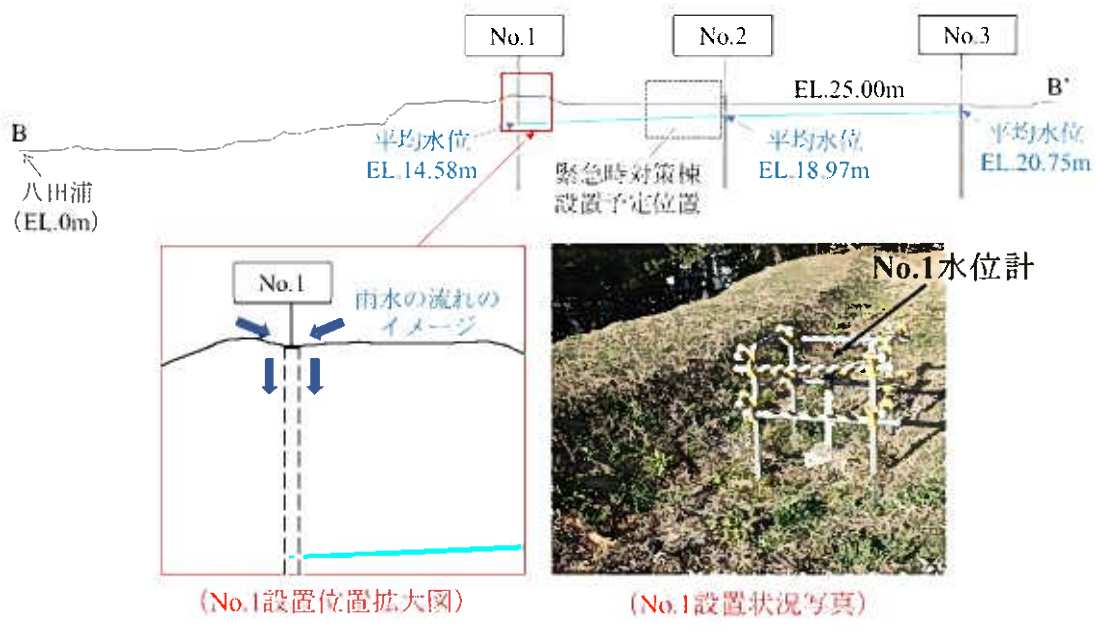 No.1
No.2
No.3
EL.25.00m
B
B’
平均水位
EL.14.58m
平均水位
EL.18.97m
平均水位
EL.20.75m
八田浦
(EL.0m)
緊急時対策棟
設置予定位置
No.1
雨水の流れの
イメージ
No.1水位計
(No.1設置位置拡大図)
(No.1設置状況写真)